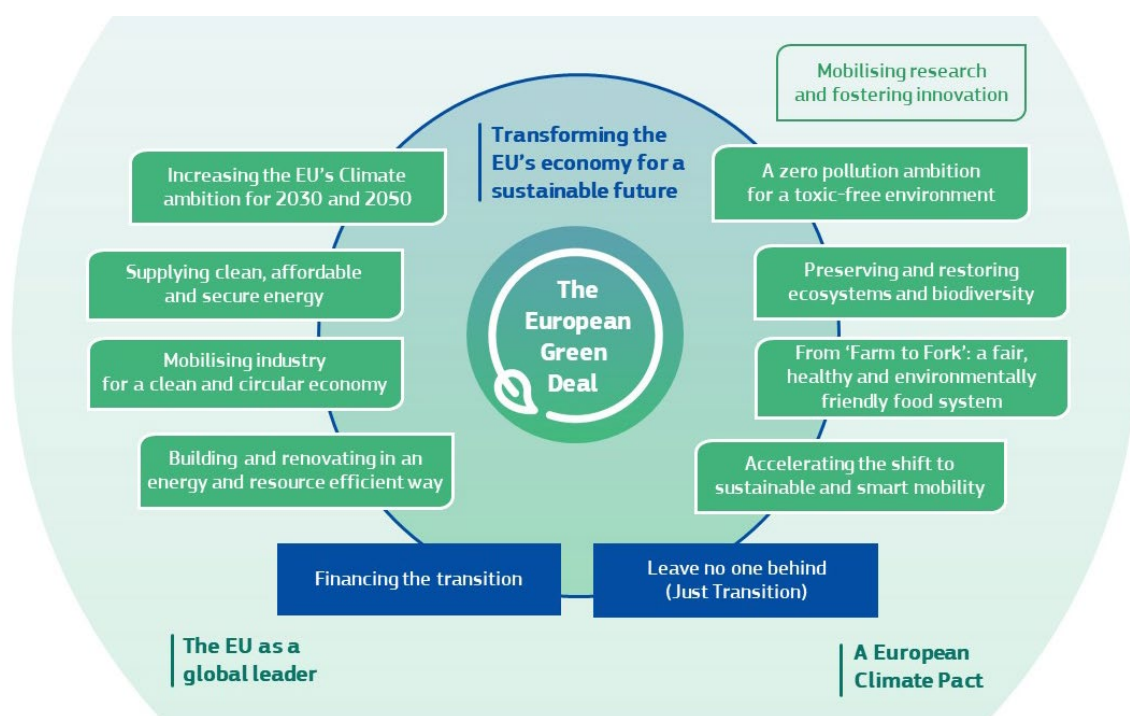 Mobilising research
and fostering innovation
Transforming the
EU's economy for a
sustainable future
Increasing the EU's Climate
ambition for 2030 and 2050
A zero pollution ambition
for a toxic-free environment
Supplying clean, affordable
and secure energy
Preserving and restoring
ecosystems and biodiversity
The
European
Green
Deal
Mobilising industry
for a clean and circular economy
From ‘Farm to Fork’: a fair,
healthy and environmentally
friendly food system
Building and renovating in an
energy and resource efficient way
Accelerating the shift to
sustainable and smart mobility
Financing the transition
Leave no one behind
(Just Transition)
The EU as a
global leader
A European
Climate Pact